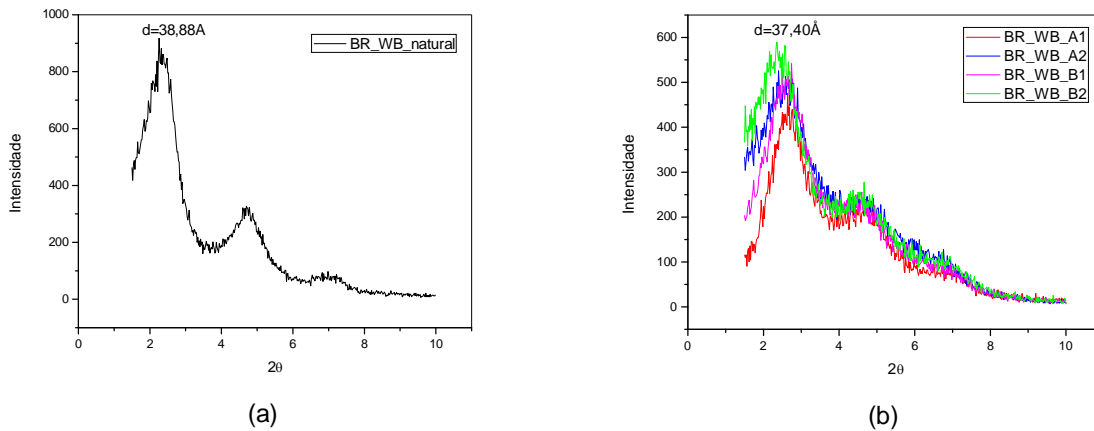 d=38,88A
BR_WB_natural
1000
800
600
400
200
0
Intensidade
0 2 4 6 8 10
2θ
(a)
d=37,40Å
BR_WB_A1
BR_WB_A2
BR_WB_B1
BR_WB_B2
600
500
400
300
200
100
0
Intensidade
0 2 4 6 8 10
2θ
(b)